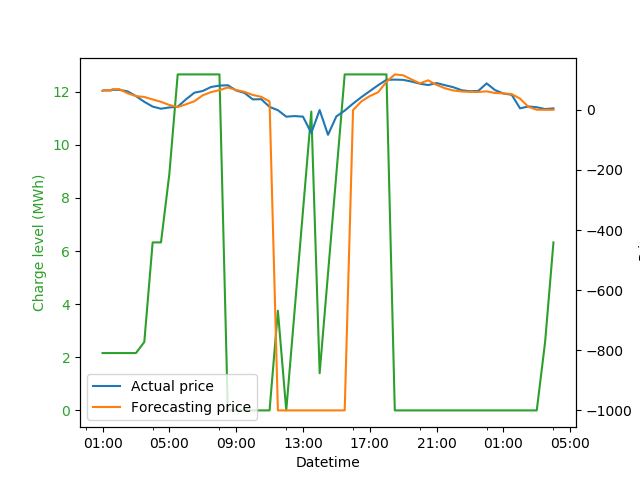 12
10
8
6
4
2
0
Charge level (MWh)
0
−200
−400
−600
−800
−1000
Actual price
Forecasting price
01:00 05:00 09:00 13:00 17:00 21:00 01:00 05:00
Datetime